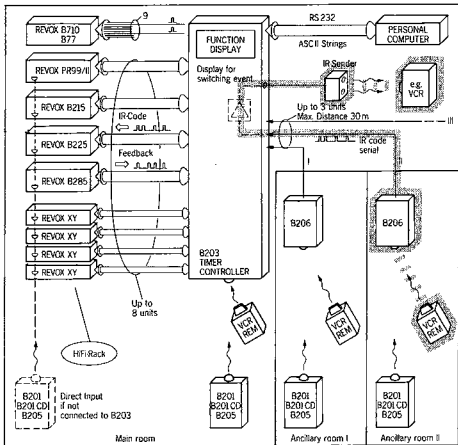 9
REVOX B710
B77
REVOX PR99/II
REVOX B215
REVOX B225
REVOX B285
REVOX XY
REVOX XY
REVOX XY
REVOX XY
IR-Code
Feedback
Up to
8 units
HiFi-Rack
FUNCTION
DISPLAY
Display for
switching event
B203
TIMER
CONTROLLER
RS 232
ASCII Strings
PERSONAL
COMPUTER
IR Sender
e.g.
VCR
Up to 3 units
Max. Distance 30m
III
IR code
serial
I
B206
B206
VCR
REM
VCR
REM
VCR
REM
B201
B201 CD
B205
Direct Input
if not
connected to B203
B201
B201 CD
B205
B201
B201 CD
B205
B201
B201 CD
B205
Main room
Ancillary room I
Ancillary room II